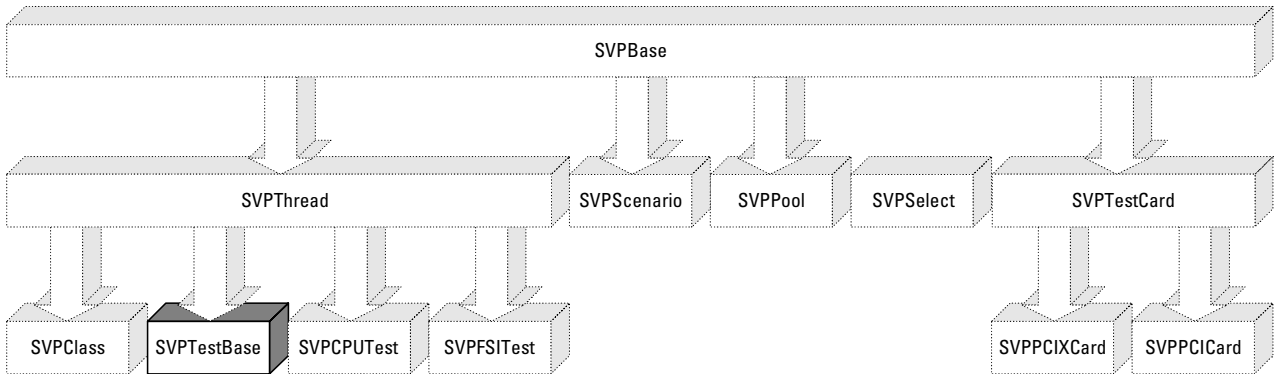 SVPBase
SVPThread
SVPScenario
SVPPool
SVPSelect
SVPTestCard
SVPClass
SVPTestBase
SVPCPUTest
SVPFSITest
SVPPCIXCard
SVPPCICard